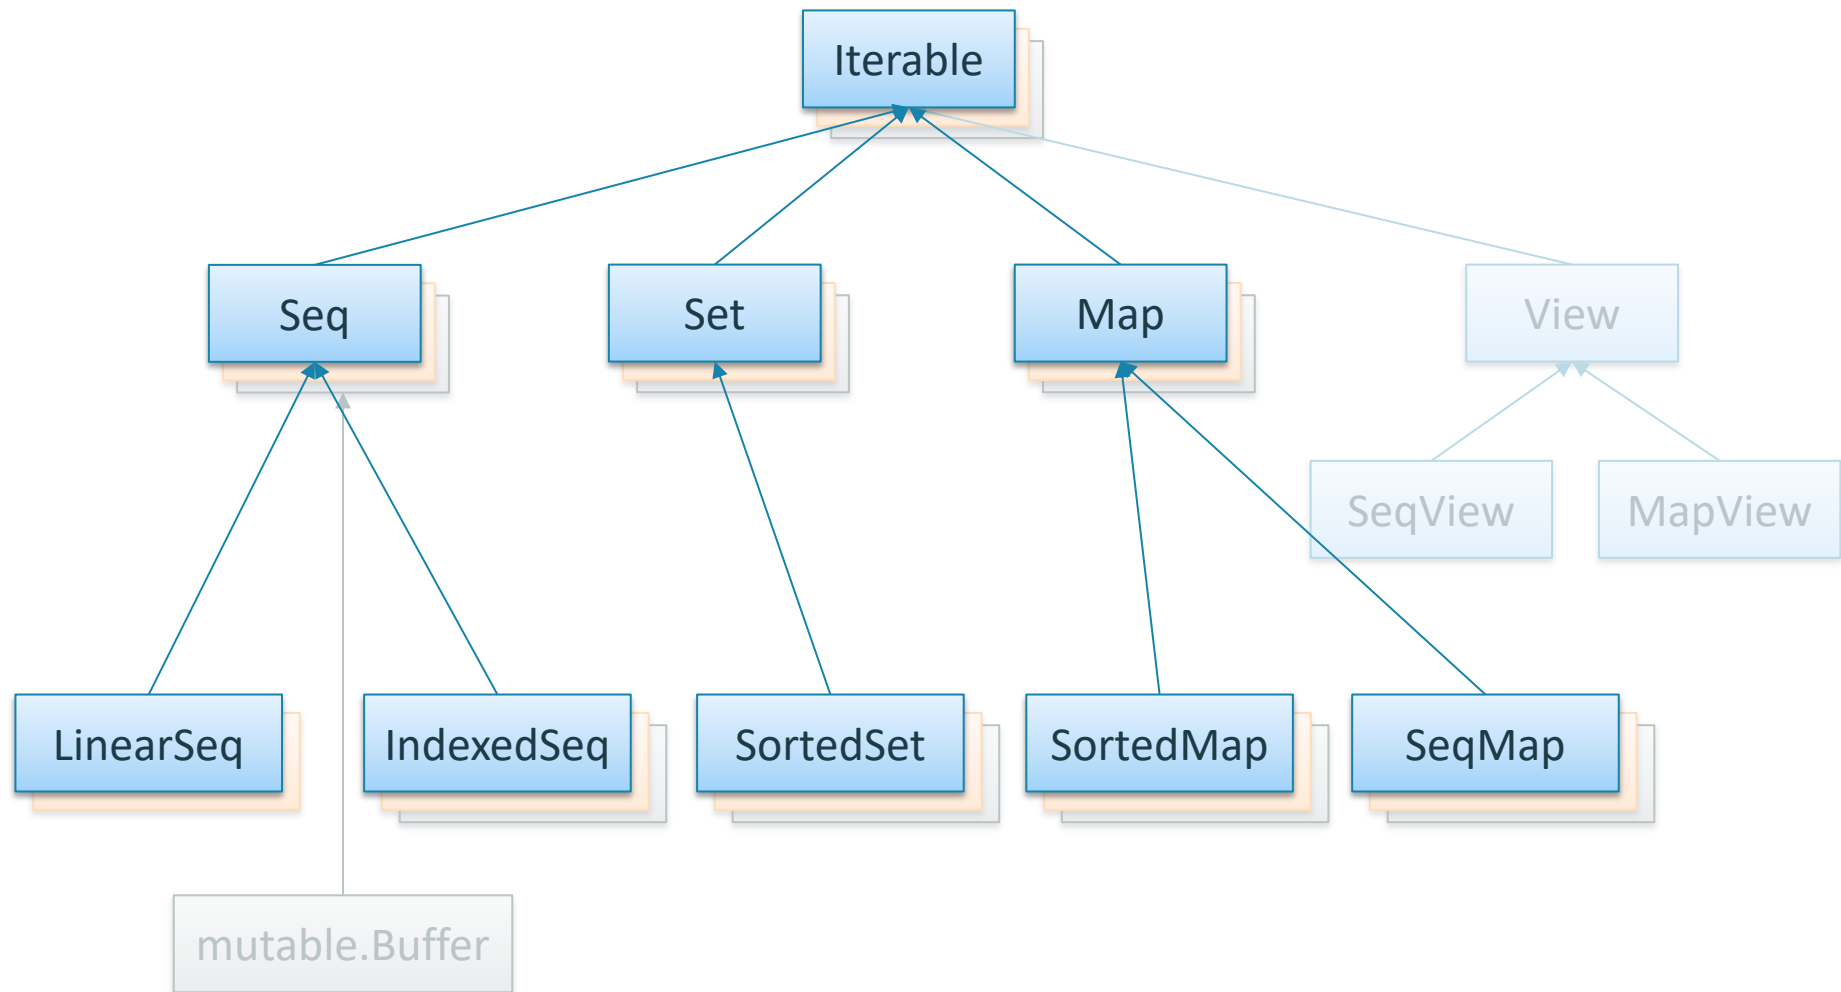 Iterable
Seq
Set
Map
View
SeqView
MapView
LinearSeq
IndexedSeq
SortedSet
SortedMap
SeqMap
mutable.Buffer